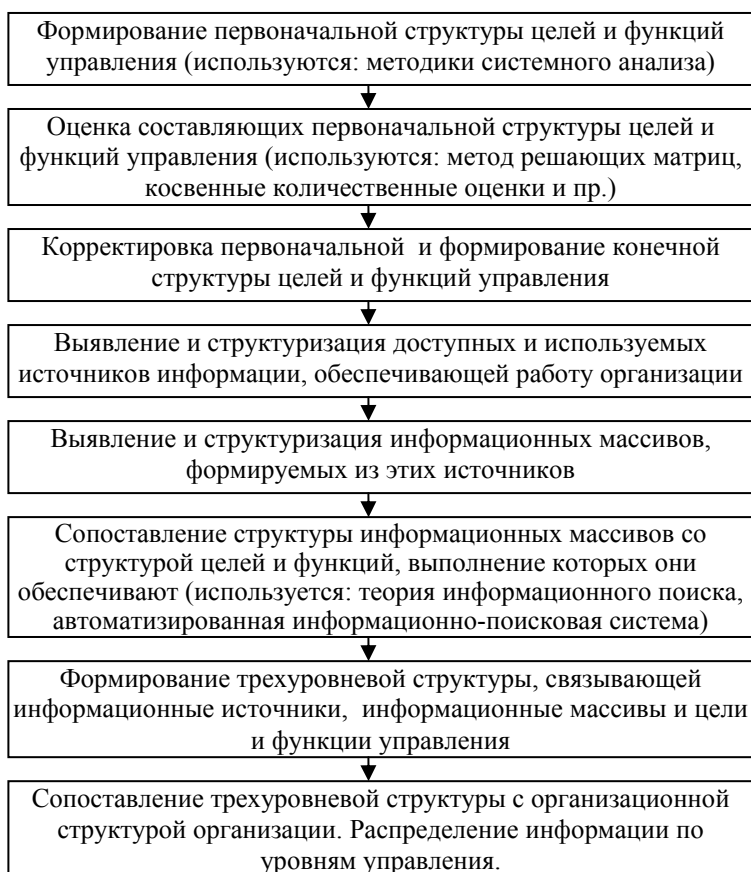 Формирование первоначальной структуры целей и функций
управления (используются: методики системного анализа)
Оценка составляющих первоначальной структуры целей и
функций управления (используются: метод решающих матриц,
косвенные количественные оценки и пр.)
Корректировка первоначальной и формирование конечной
структуры целей и функций управления
Выявление и структуризация доступных и используемых
источников информации, обеспечивающей работу организации
Выявление и структуризация информационных массивов,
формируемых из этих источников
Сопоставление структуры информационных массивов со
структурой целей и функций, выполнение которых они
обеспечивают (используется: теория информационного поиска,
автоматизированная информационно-поисковая система)
Формирование трехуровневой структуры, связывающей
информационные источники, информационные массивы и цели
и функции управления
Сопоставление трехуровневой структуры с организационной
структурой организации. Распределение информации по
уровням управления.